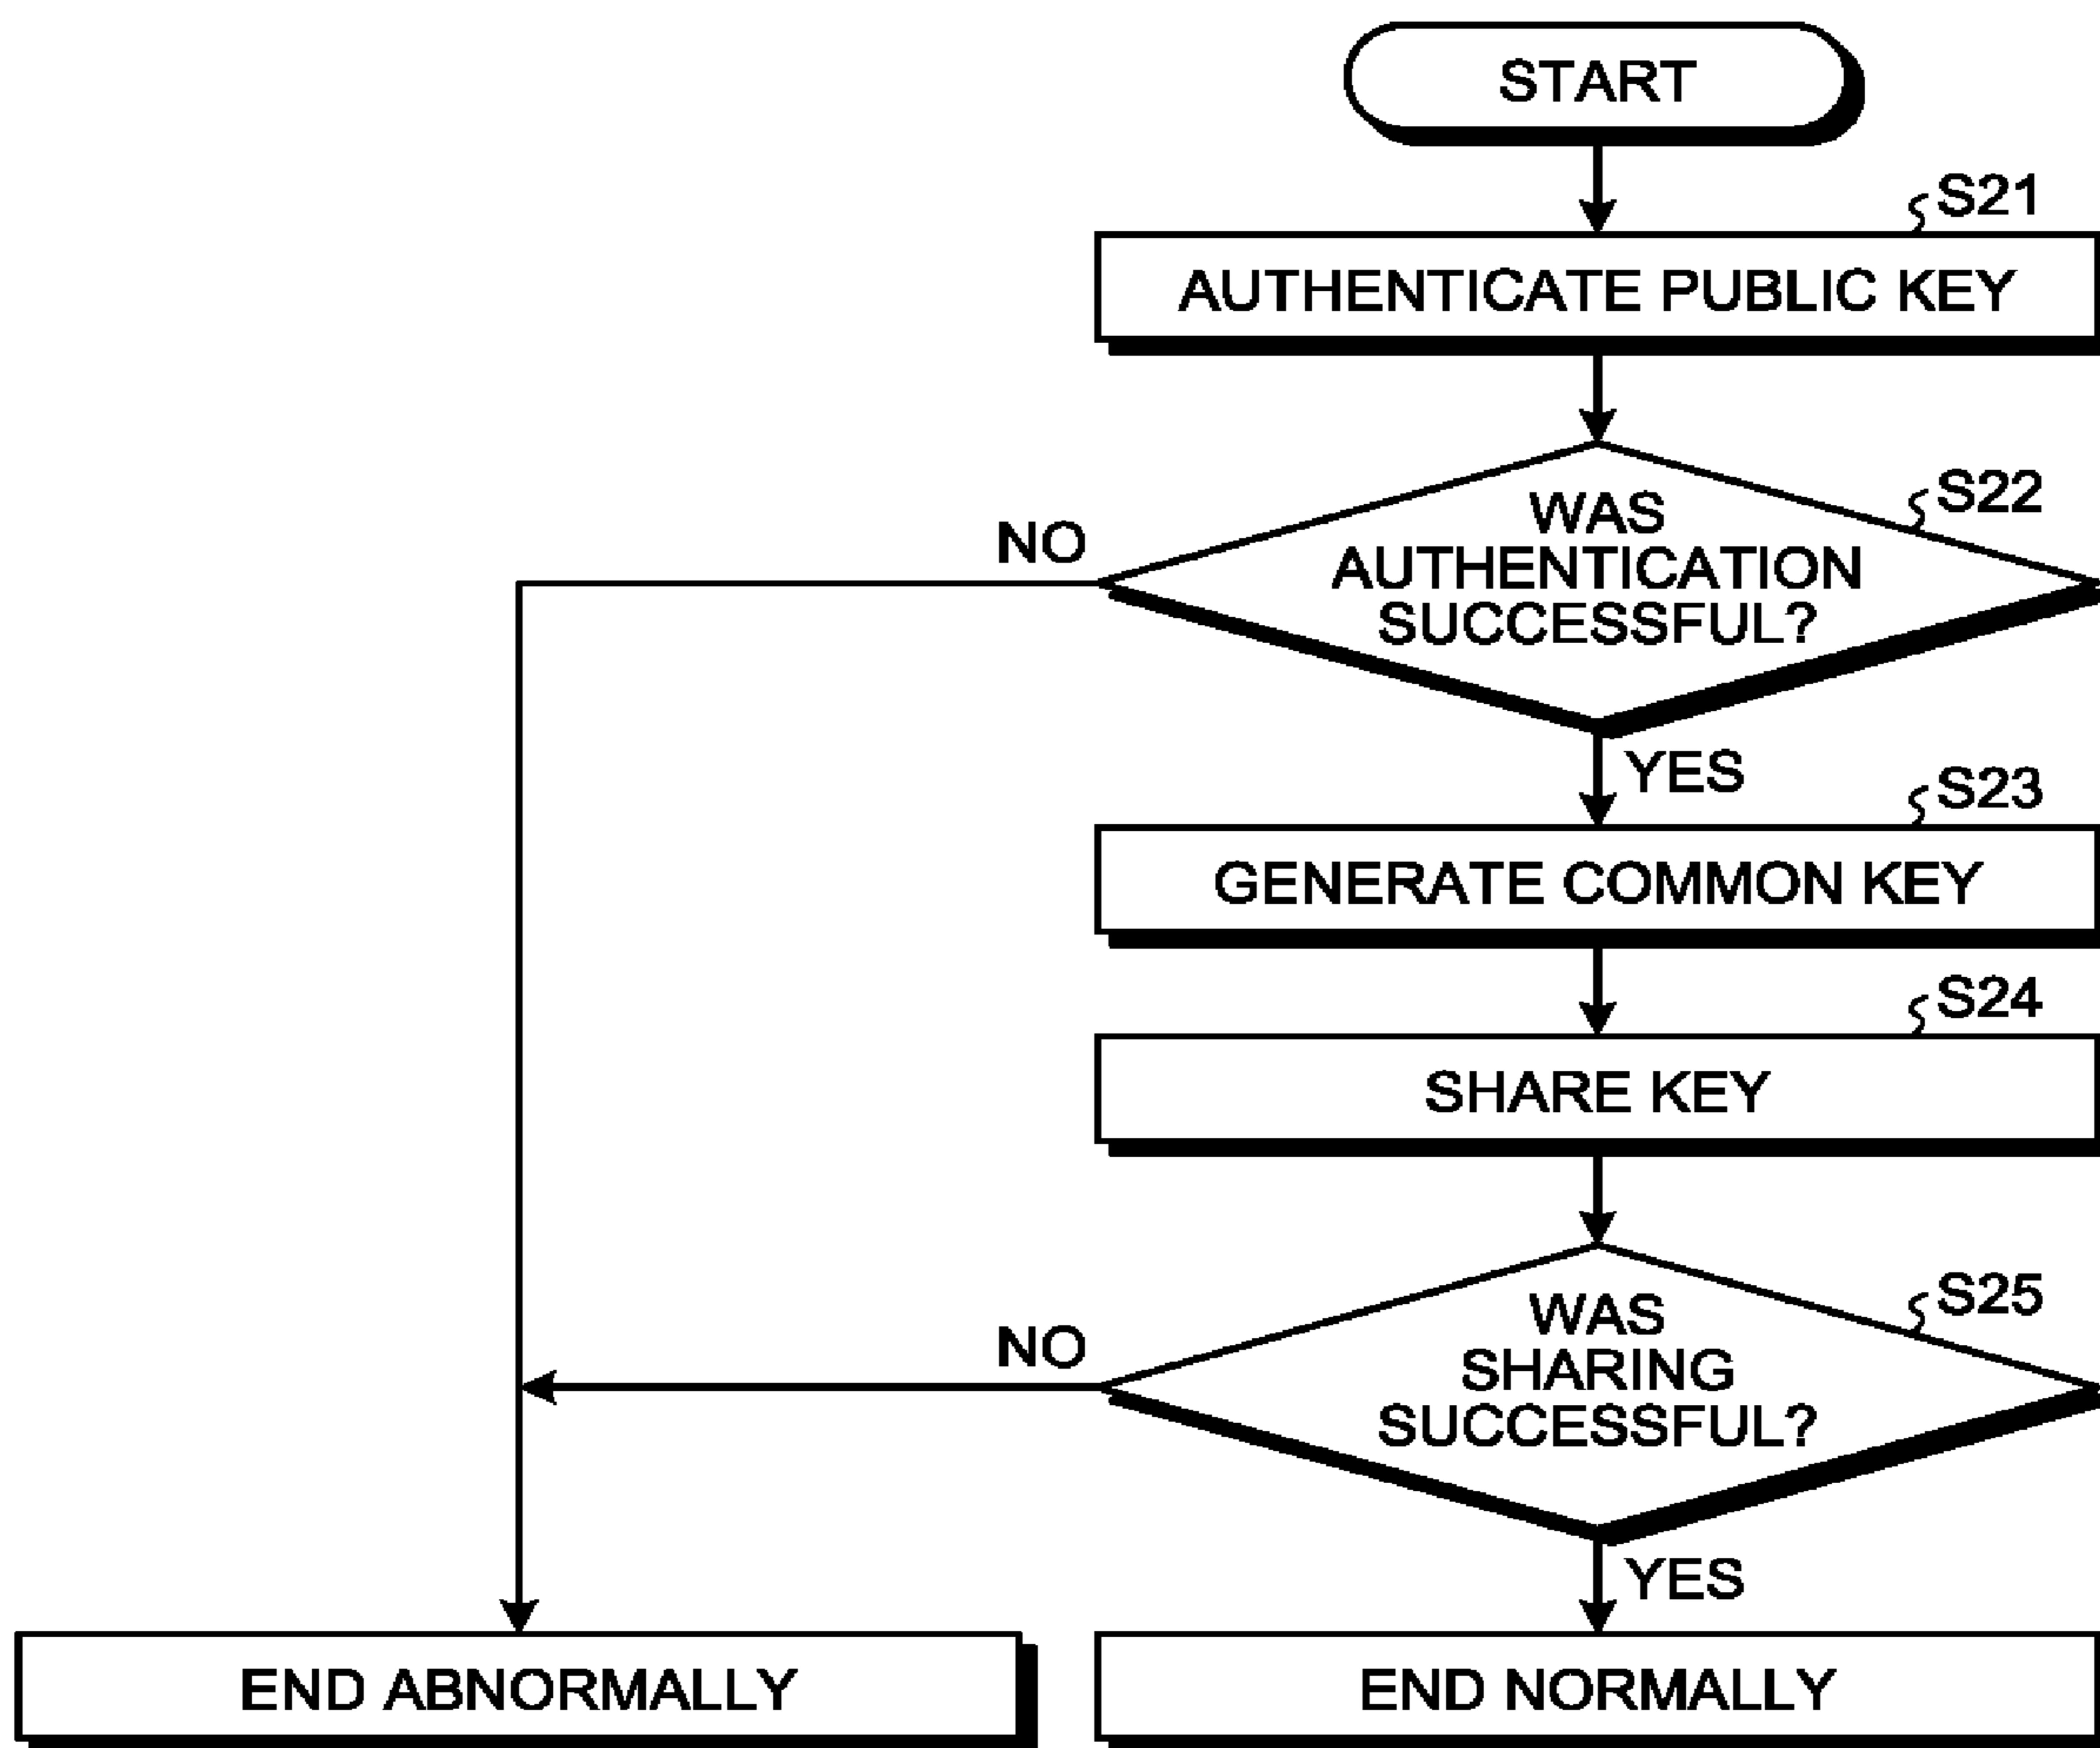 START
S21
AUTHENTICATE PUBLIC KEY
S22
WAS
AUTHENTICATION
SUCCESSFUL?
NO
YES
S23
GENERATE COMMON KEY
S24
SHARE KEY
S25
WAS
SHARING
SUCCESSFUL?
NO
YES
END ABNORMALLY
END NORMALLY